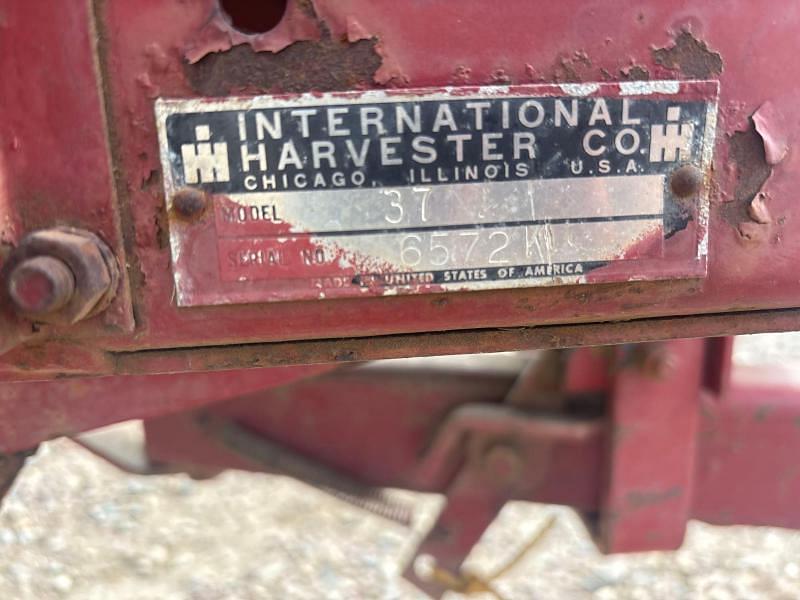 INTERNATIONAL
HARVESTER CO.
CHICAGO, ILLINOIS U.S.A.
MODEL 37
SERIAL NO. 6572
UNITED STATES OF AMERICA